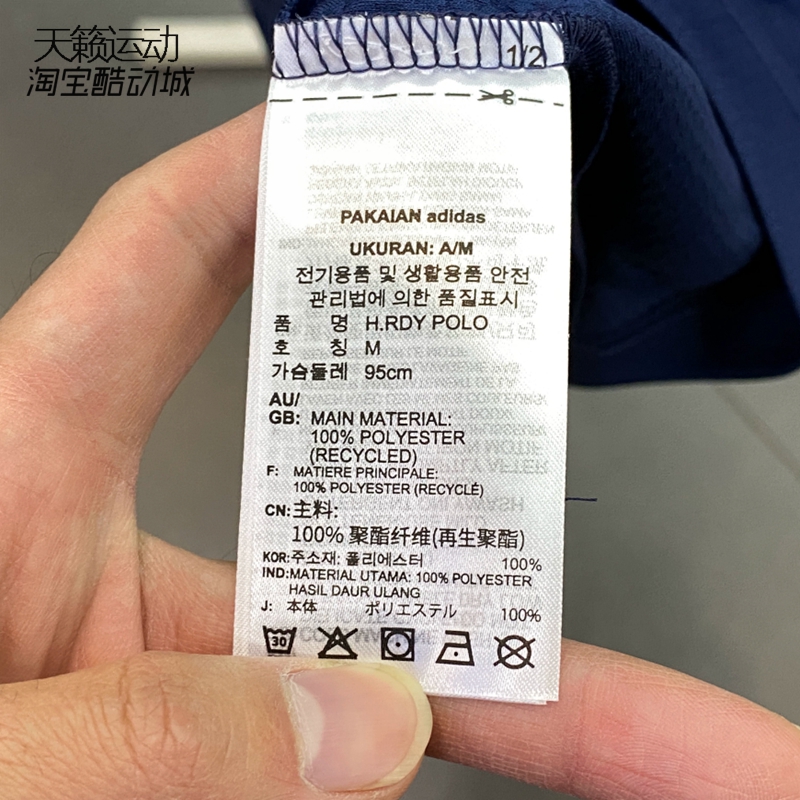 天籁运动
淘宝酷动城
1/2
PAKAIAN adidas
UKURAN: A/M
전기용품 및 생활용품 안전
관리법에 의한 품질표시
품 명 H.RDY POLO
호 칭 M
가슴둘레 95cm
AU/
GB: MAIN MATERIAL:
100% POLYESTER
(RECYCLED)
F: MATIERE PRINCIPALE:
100% POLYESTER (RECYCLÉ)
CN: 主料:
100% 聚酯纤维(再生聚酯)
KOR: 주소재: 폴리에스터 100%
IND: MATERIAL UTAMA: 100% POLYESTER
HASIL DAUR ULANG
J: 本体 ポリエステル 100%
30